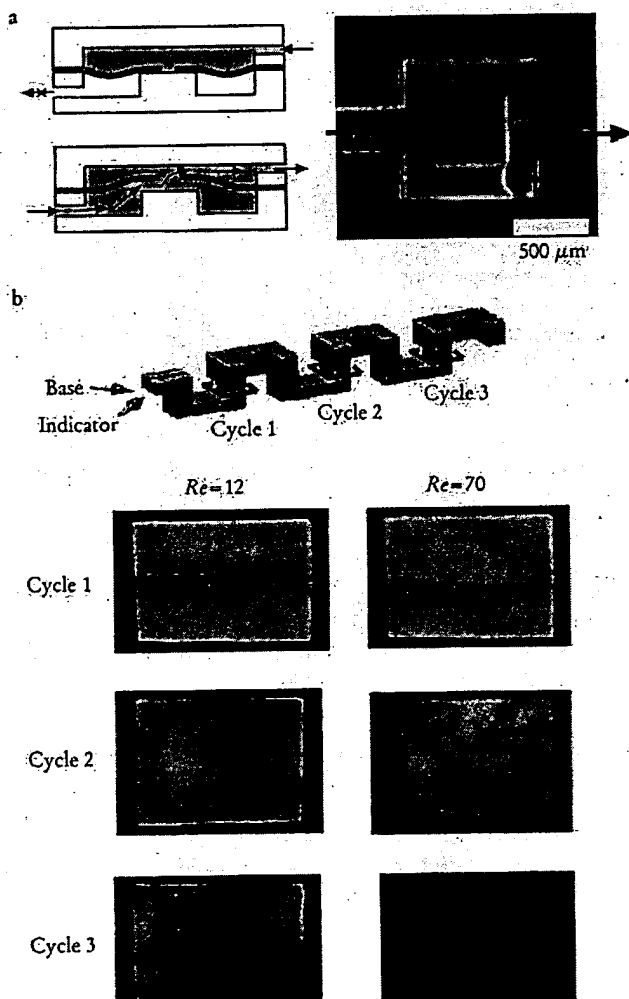 a
500 μm
b
Base
Indicator
Cycle 1
Cycle 2
Cycle 3
Re=12
Re=70
Cycle 1
Cycle 2
Cycle 3